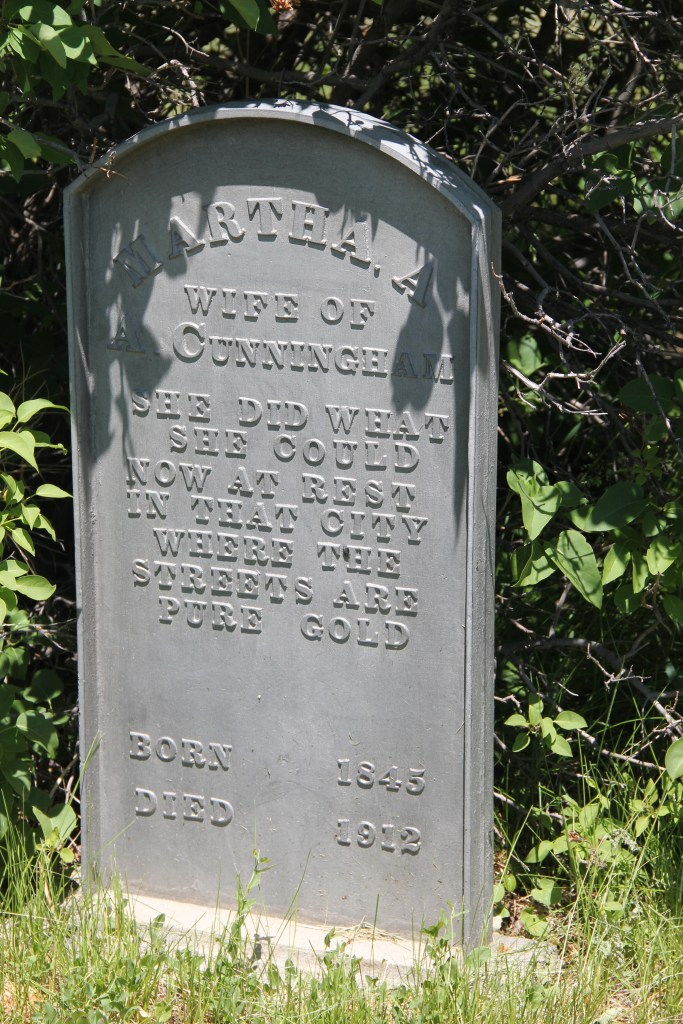 MARTHA, A
WIFE OF
A. CUNNINGHAM
SHE DID WHAT
SHE COULD
NOW AT REST
IN THAT CITY
WHERE THE
STREETS ARE
PURE GOLD
BORN 1845
DIED 1912